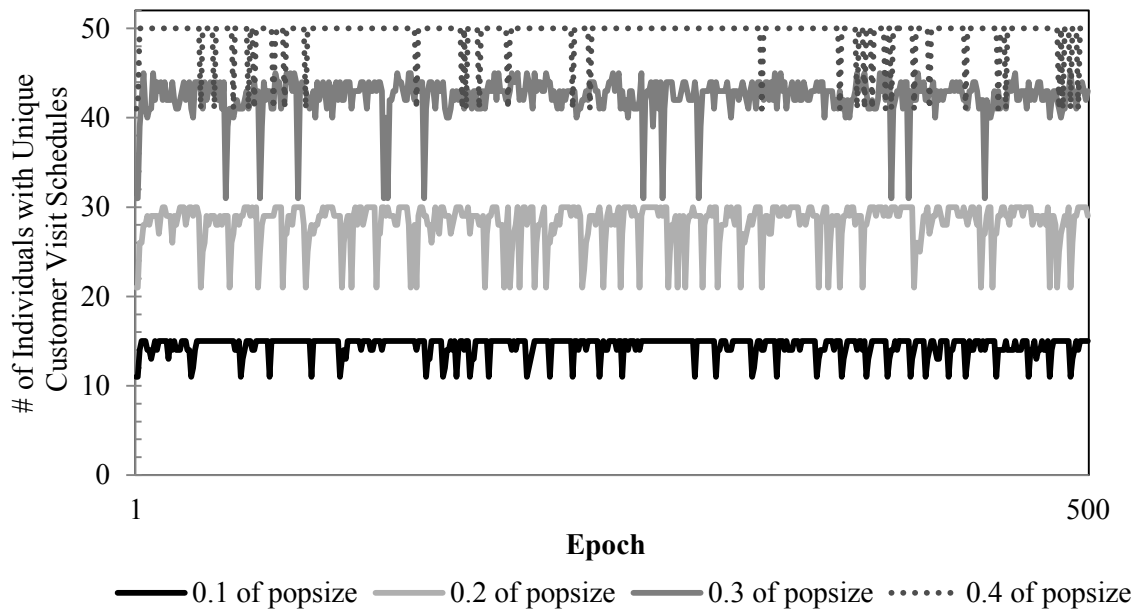 # of Individuals with Unique
Customer Visit Schedules
50
40
30
20
10
0
1
500
Epoch
0.1 of popsize
0.2 of popsize
0.3 of popsize
0.4 of popsize